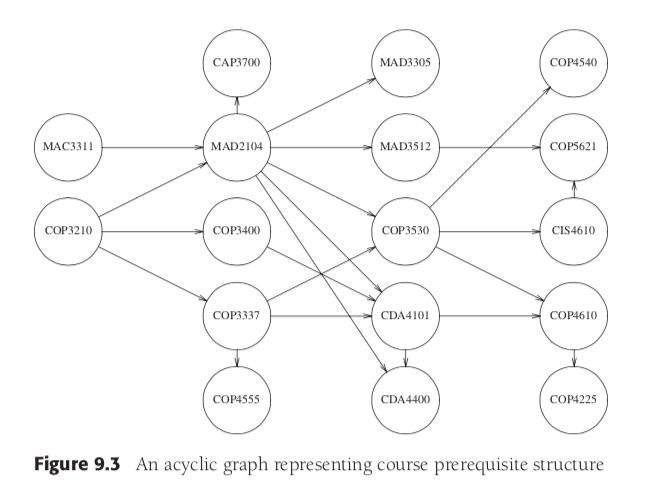 CAP3700 MAD3305 COP4540
MAC3311 MAD2104 MAD3512 COP5621
COP3210 COP3400 COP3530 CIS4610
COP3337 CDA4101 COP4610
COP4555 CDA4400 COP4225
Figure 9.3 An acyclic graph representing course prerequisite structure